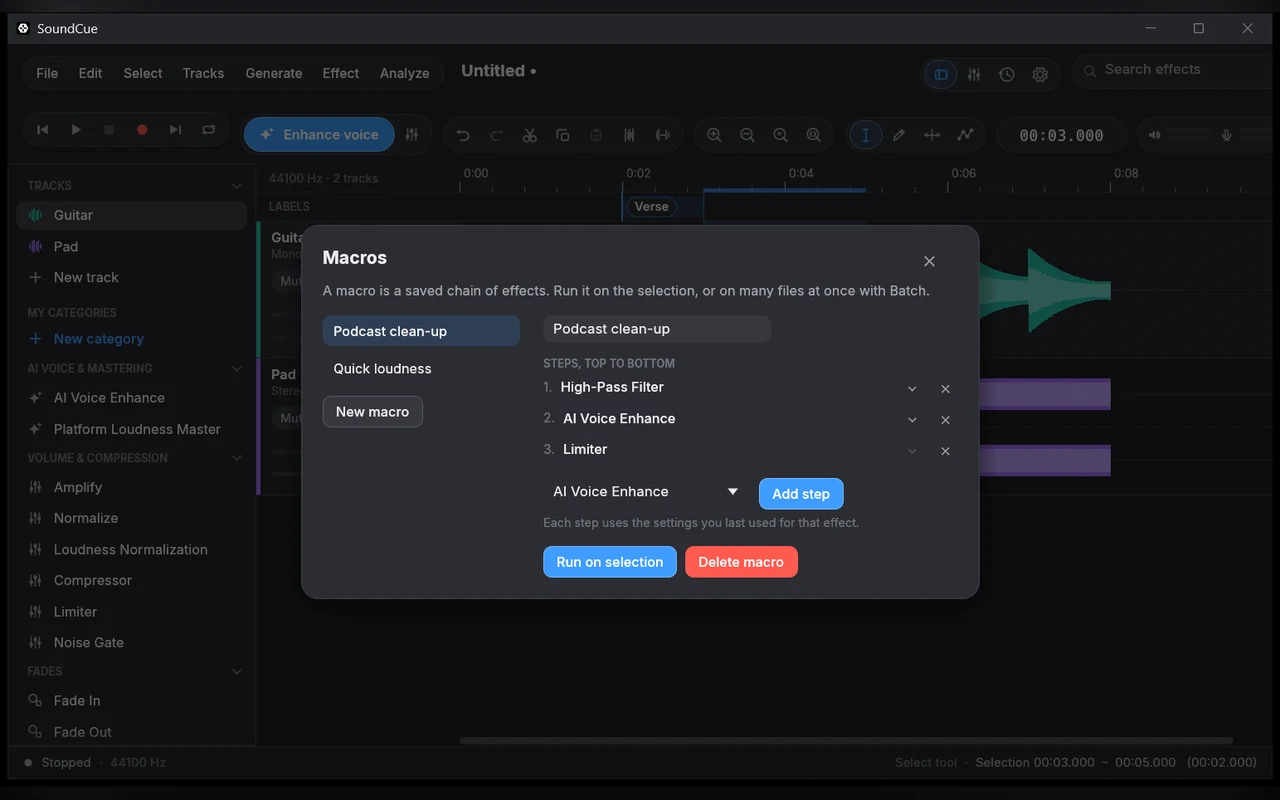 SoundCue
File Edit Select Tracks Generate Effect Analyze
Untitled •
Search effects
Enhance voice
00:03.000
TRACKS
Guitar
Pad
New track
MY CATEGORIES
New category
AI VOICE & MASTERING
AI Voice Enhance
Platform Loudness Master
VOLUME & COMPRESSION
Amplify
Normalize
Loudness Normalization
Compressor
Limiter
Noise Gate
FADES
Fade In
Fade Out
44100 Hz · 2 tracks
0:00 0:02 0:04 0:06 0:08
LABELS
Verse
Guita
Mono
Mut
Pad
Stereo
Mut
Macros
A macro is a saved chain of effects. Run it on the selection, or on many files at once with Batch.
Podcast clean-up
Quick loudness
New macro
Podcast clean-up
STEPS, TOP TO BOTTOM
1. High-Pass Filter
2. AI Voice Enhance
3. Limiter
AI Voice Enhance
Add step
Each step uses the settings you last used for that effect.
Run on selection
Delete macro
Stopped · 44100 Hz
Select tool · Selection 00:03.000 – 00:05.000 (00:02.000)